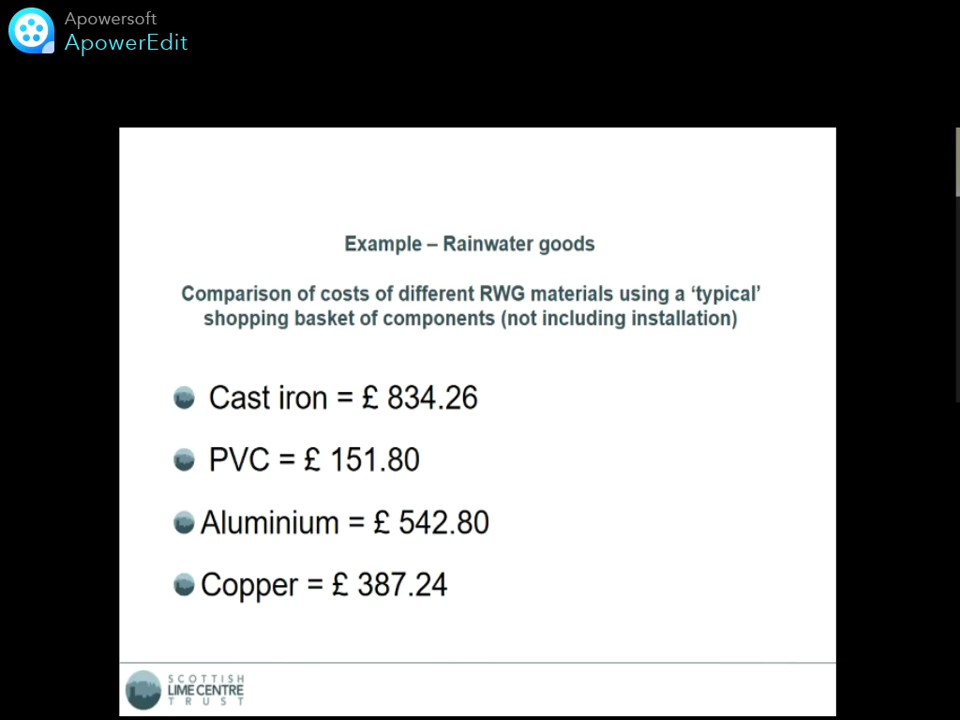 Apowersoft
ApowerEdit
Example – Rainwater goods
Comparison of costs of different RWG materials using a ‘typical’
shopping basket of components (not including installation)
Cast iron = £ 834.26
PVC = £ 151.80
Aluminium = £ 542.80
Copper = £ 387.24
SCOTTISH
LIME CENTRE
TRUST